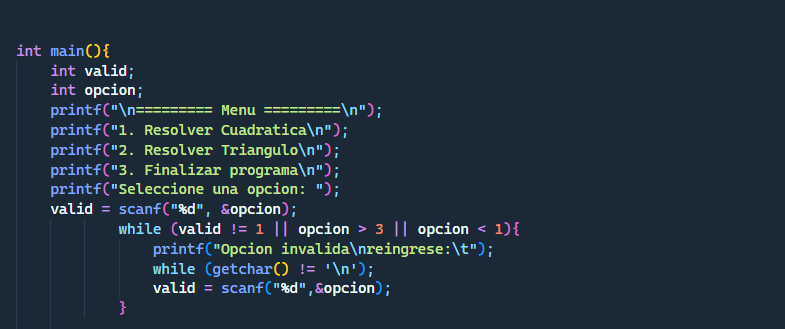 int main(){
int valid;
int opcion;
printf("\n========= Menu =========\n");
printf("1. Resolver Cuadratica\n");
printf("2. Resolver Triangulo\n");
printf("3. Finalizar programa\n");
printf("Seleccione una opcion: ");
valid = scanf("%d", &opcion);
while (valid != 1 || opcion > 3 || opcion < 1){
printf("Opcion invalida\nreingrese:\t");
while (getchar() != '\n');
valid = scanf("%d",&opcion);
}